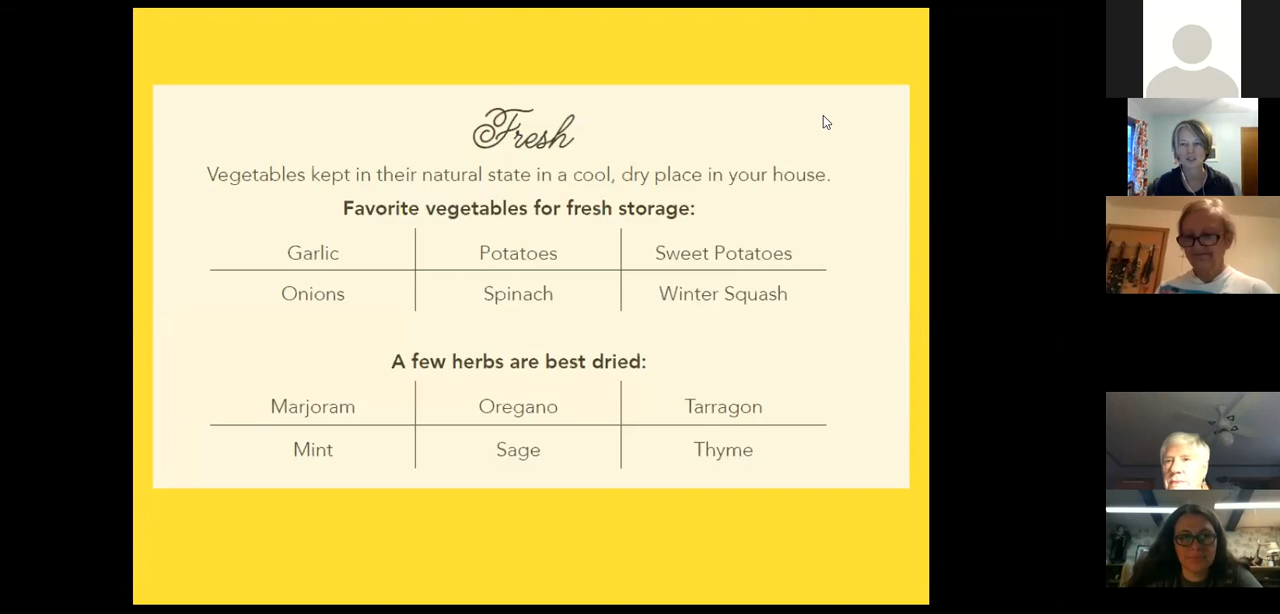 Fresh
Vegetables kept in their natural state in a cool, dry place in your house.
Favorite vegetables for fresh storage:
Garlic Potatoes Sweet Potatoes
Onions Spinach Winter Squash
A few herbs are best dried:
Marjoram Oregano Tarragon
Mint Sage Thyme